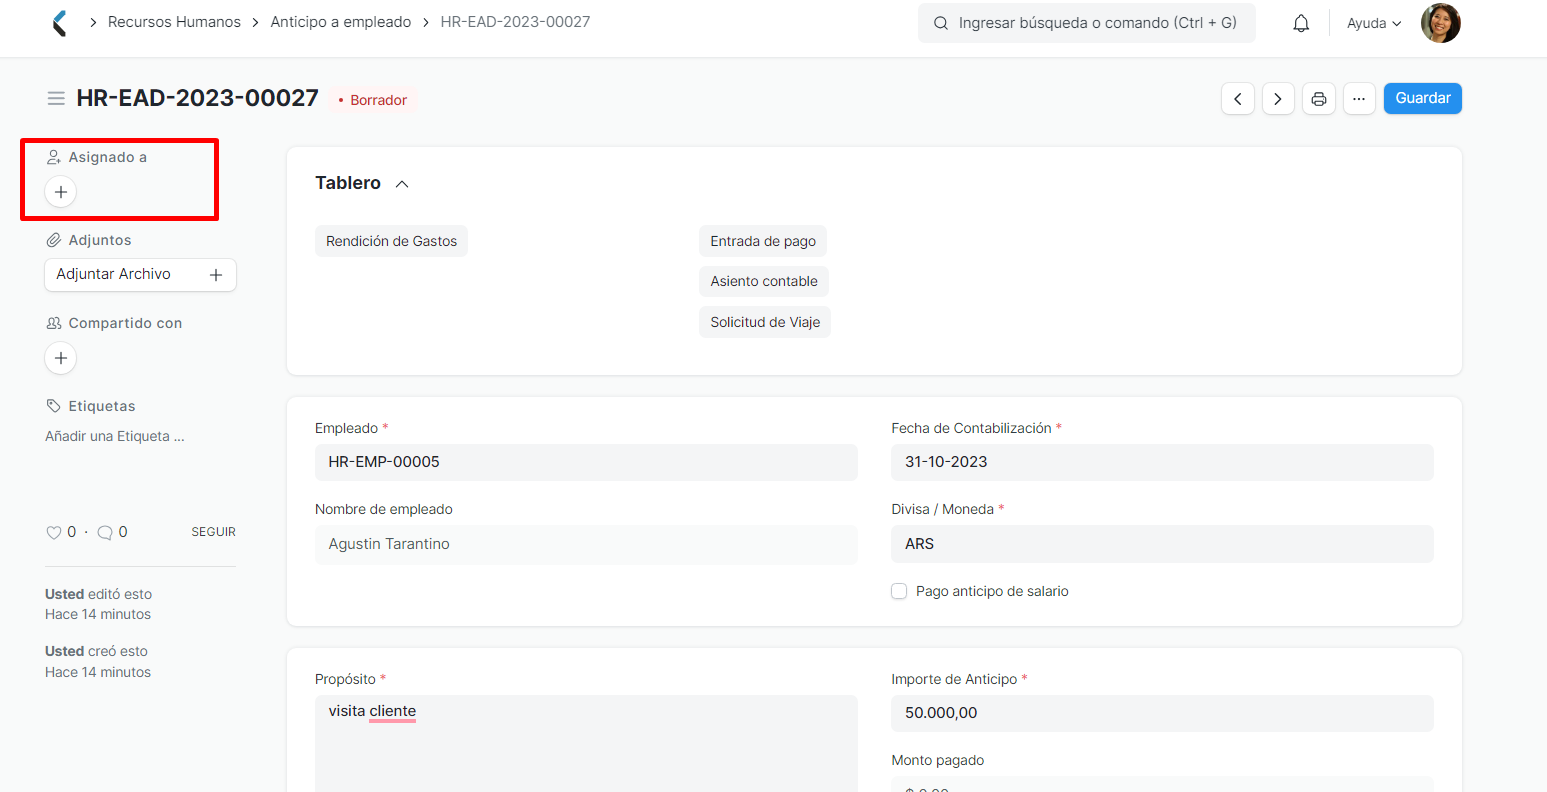 Recursos Humanos
Anticipo a empleado
HR-EAD-2023-00027
Ingresar búsqueda o comando (Ctrl + G)
Ayuda
HR-EAD-2023-00027
• Borrador
Guardar
Asignado a
Adjuntos
Adjuntar Archivo
Compartido con
Etiquetas
Añadir una Etiqueta ...
0 · 0
SEGUIR
Usted editó esto
Hace 14 minutos
Usted creó esto
Hace 14 minutos
Tablero
Rendición de Gastos
Entrada de pago
Asiento contable
Solicitud de Viaje
Empleado *
HR-EMP-00005
Nombre de empleado
Agustin Tarantino
Fecha de Contabilización *
31-10-2023
Divisa / Moneda *
ARS
Pago anticipo de salario
Propósito *
visita cliente
Importe de Anticipo *
50.000,00
Monto pagado